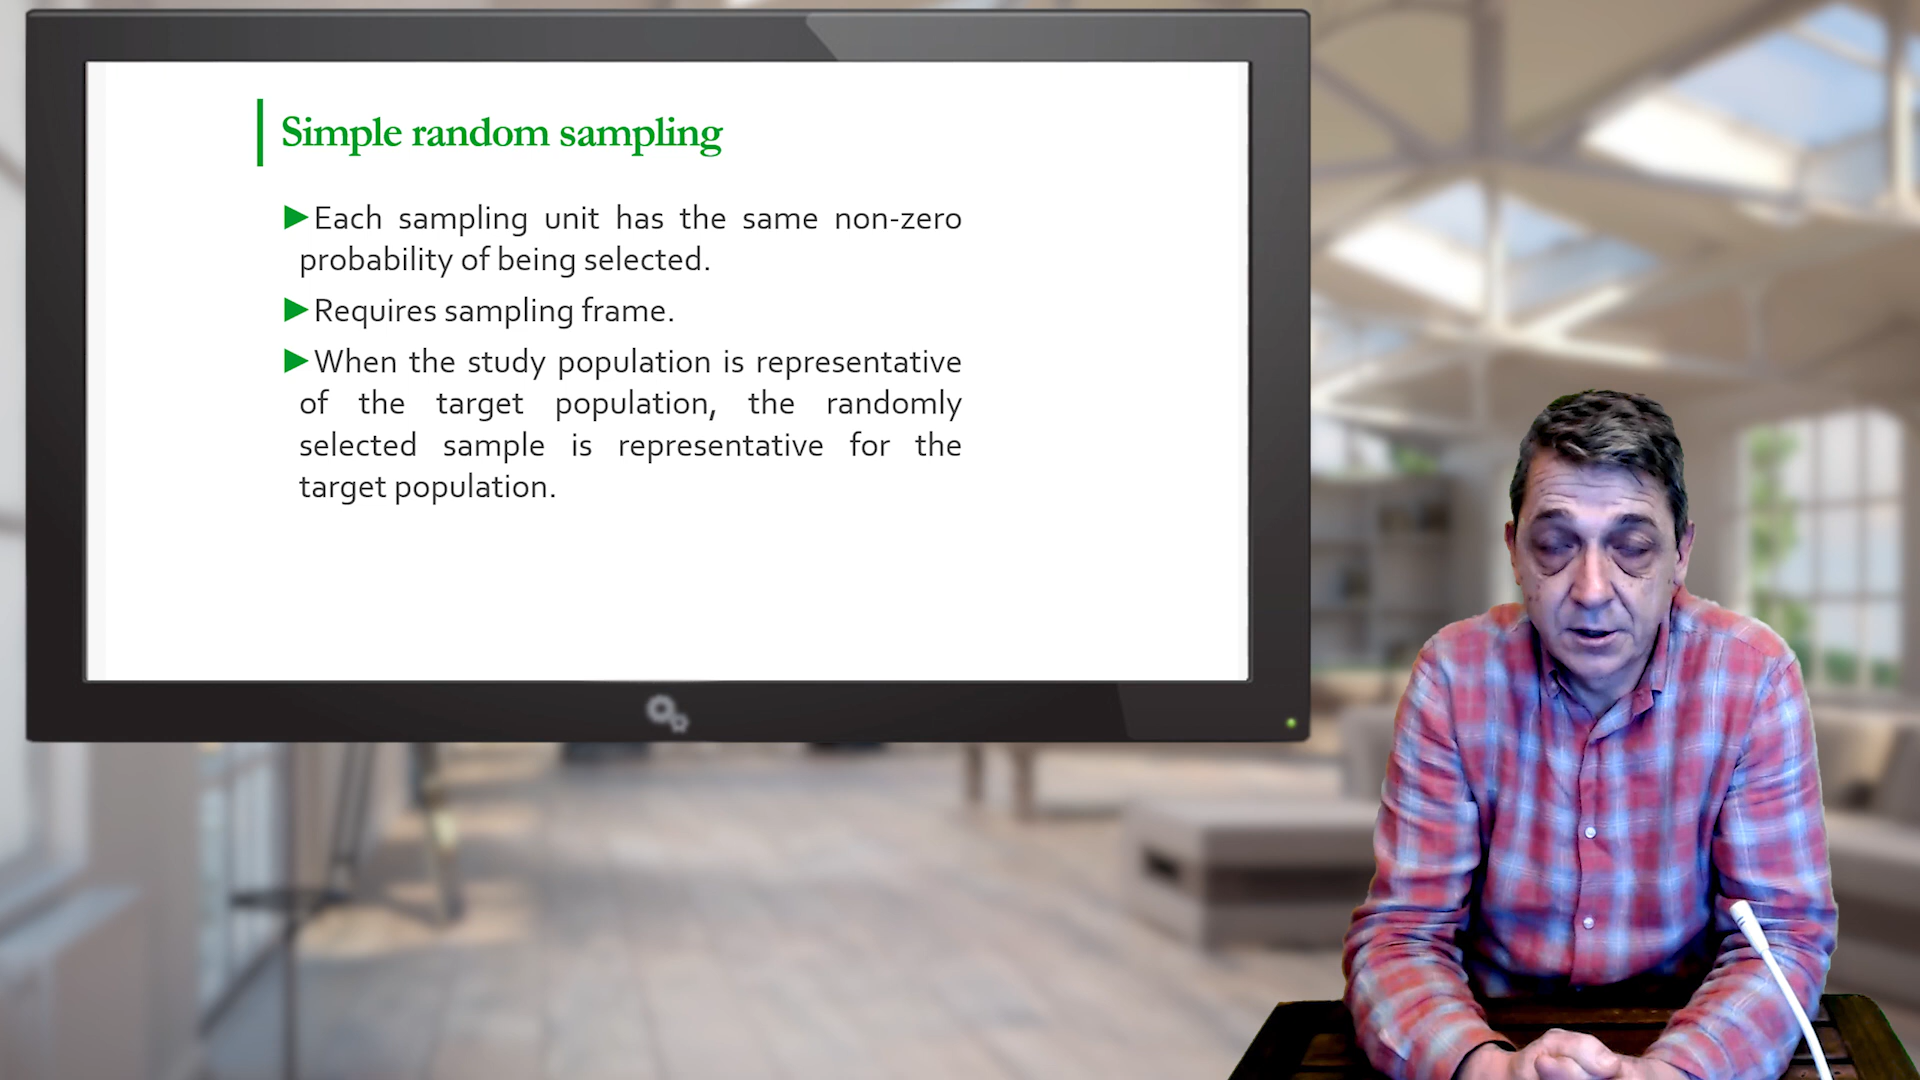 Simple random sampling
►Each sampling unit has the same non-zero
probability of being selected.
►Requires sampling frame.
►When the study population is representative
of the target population, the randomly
selected sample is representative for the
target population.